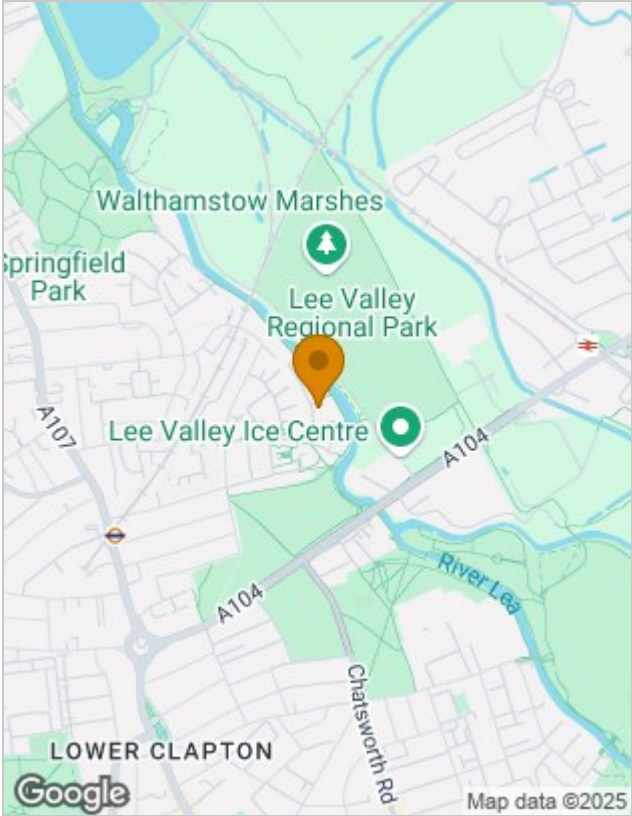 Walthamstow Marshes
Springfield
Park
Lee Valley
Regional Park
A107
Lee Valley Ice Centre
A104
River Lea
A104
Chatsworth Rd
LOWER CLAPTON
Google
Map data ©2025